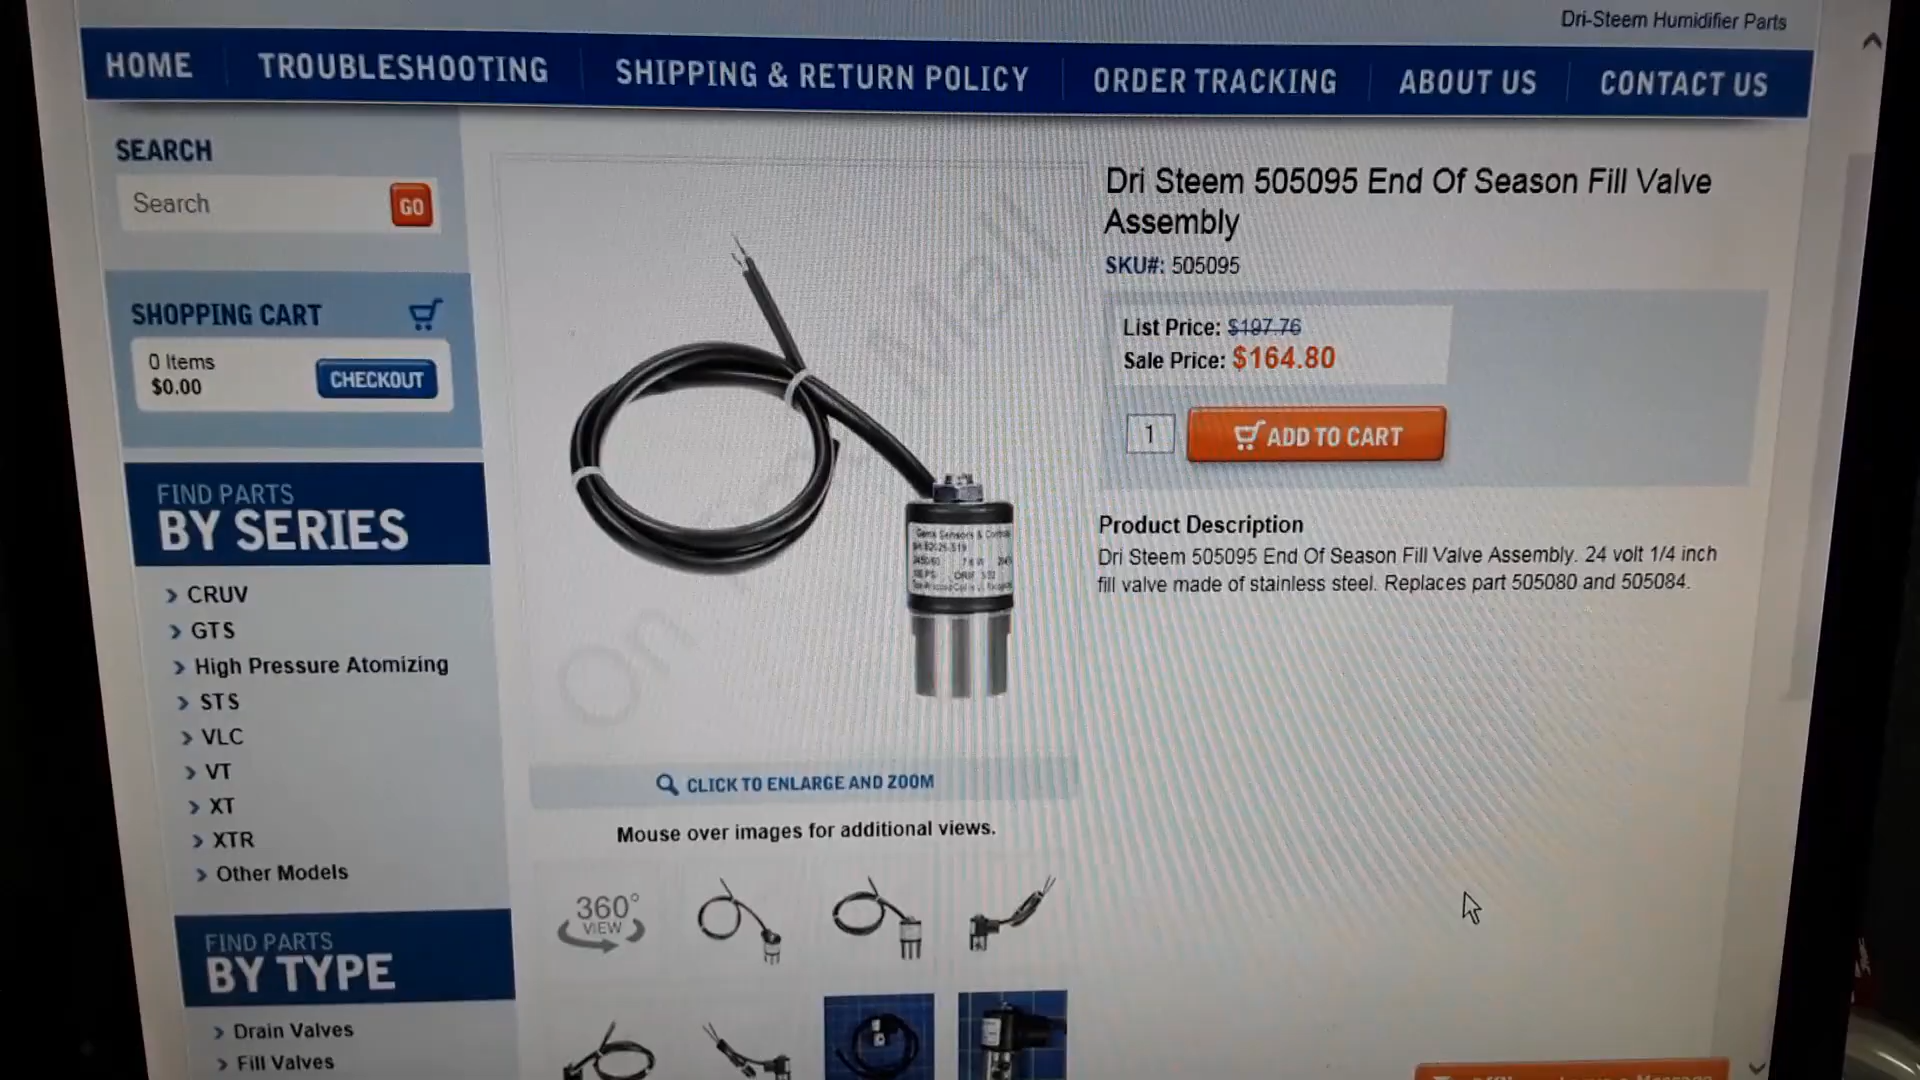 Dri-Steem Humidifier Parts
HOME
TROUBLESHOOTING
SHIPPING & RETURN POLICY
ORDER TRACKING
ABOUT US
CONTACT US
SEARCH
Search
GO
SHOPPING CART
0 Items
$0.00
CHECKOUT
FIND PARTS
BY SERIES
CRUV
GTS
High Pressure Atomizing
STS
VLC
VT
XT
XTR
Other Models
FIND PARTS
BY TYPE
Drain Valves
Fill Valves
Gems Sensors &
CLICK TO ENLARGE AND ZOOM
Mouse over images for additional views.
360°
VIEW
Dri Steem 505095 End Of Season Fill Valve
Assembly
SKU#: 505095
List Price: $197.76
Sale Price: $164.80
1
ADD TO CART
Product Description
Dri Steem 505095 End Of Season Fill Valve Assembly. 24 volt 1/4 inch
fill valve made of stainless steel. Replaces part 505080 and 505084.